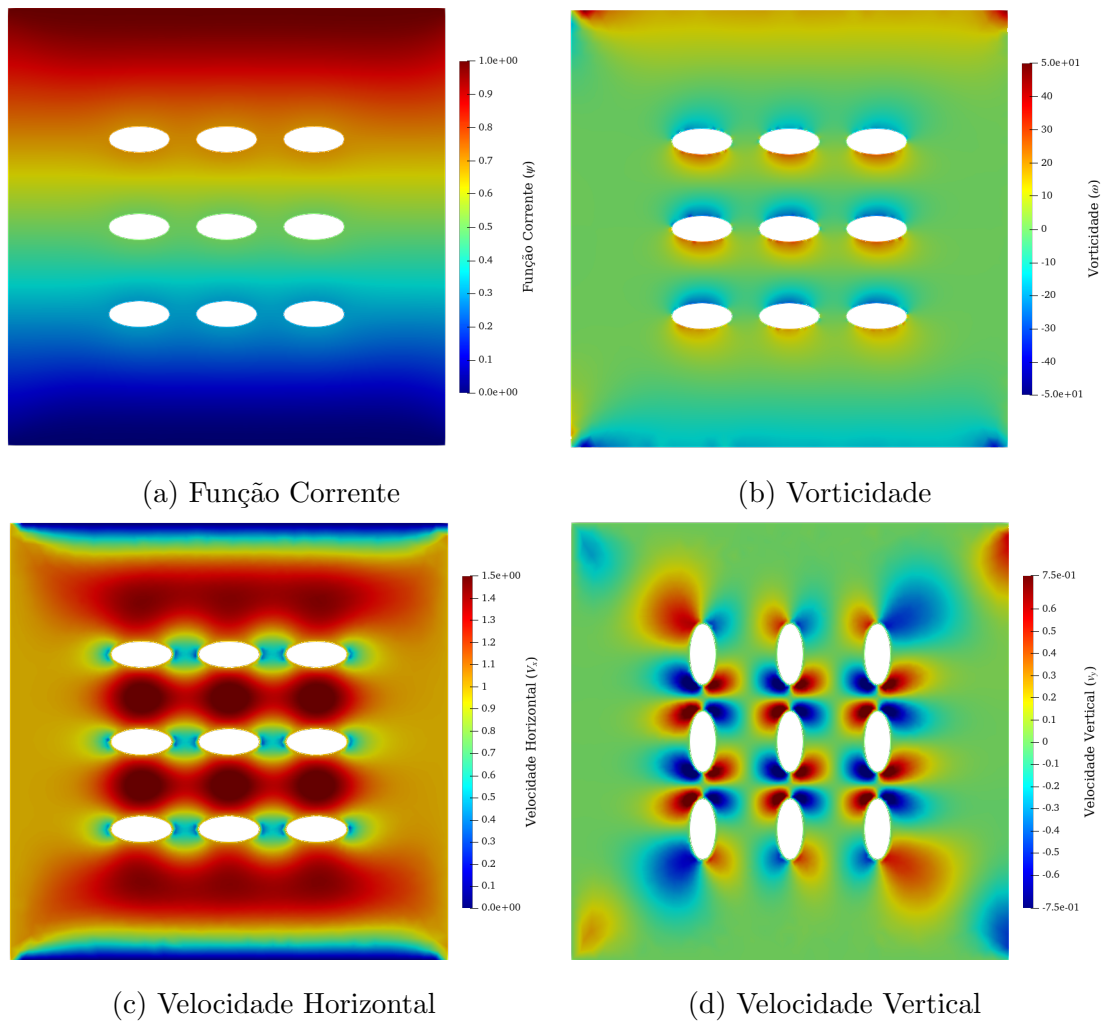 1.0e+00
0.9
0.8
0.7
0.6
0.5
0.4
0.3
0.2
0.1
0.0e+00
Função Corrente (ψ)
5.0e+01
40
30
20
10
0
-10
-20
-30
-40
-5.0e+01
Vorticidade (ω)
(a) Função Corrente
(b) Vorticidade
1.5e+00
1.4
1.3
1.2
1.1
1
0.9
0.8
0.7
0.6
0.5
0.4
0.3
0.2
0.1
0.0e+00
Velocidade Horizontal (Vx)
7.5e-01
0.6
0.5
0.4
0.3
0.2
0.1
0
-0.1
-0.2
-0.3
-0.4
-0.5
-0.6
-7.5e-01
Velocidade Vertical (vy)
(c) Velocidade Horizontal
(d) Velocidade Vertical